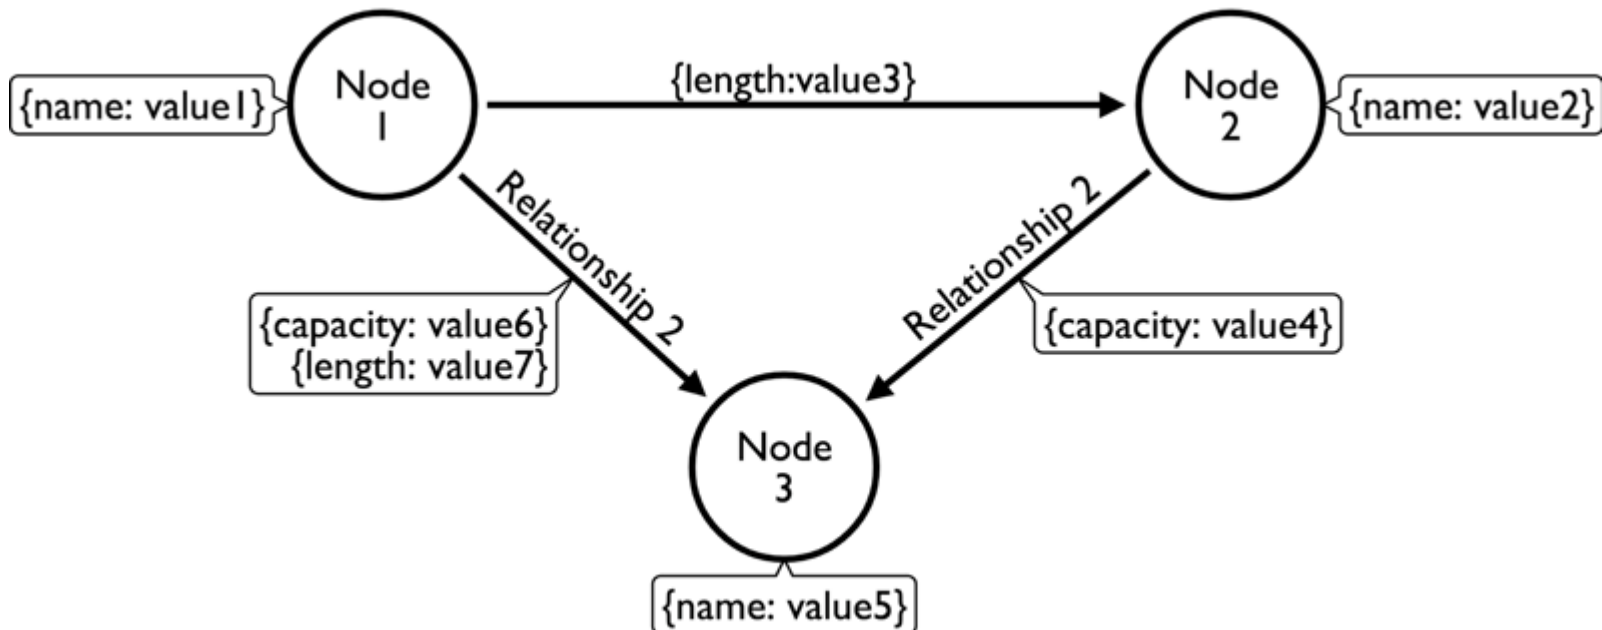 Node
1
{length:value3}
Node
2
{name: value1}
{name: value2}
Relationship 2
Relationship 2
{capacity: value6}
{length: value7}
{capacity: value4}
Node
3
{name: value5}